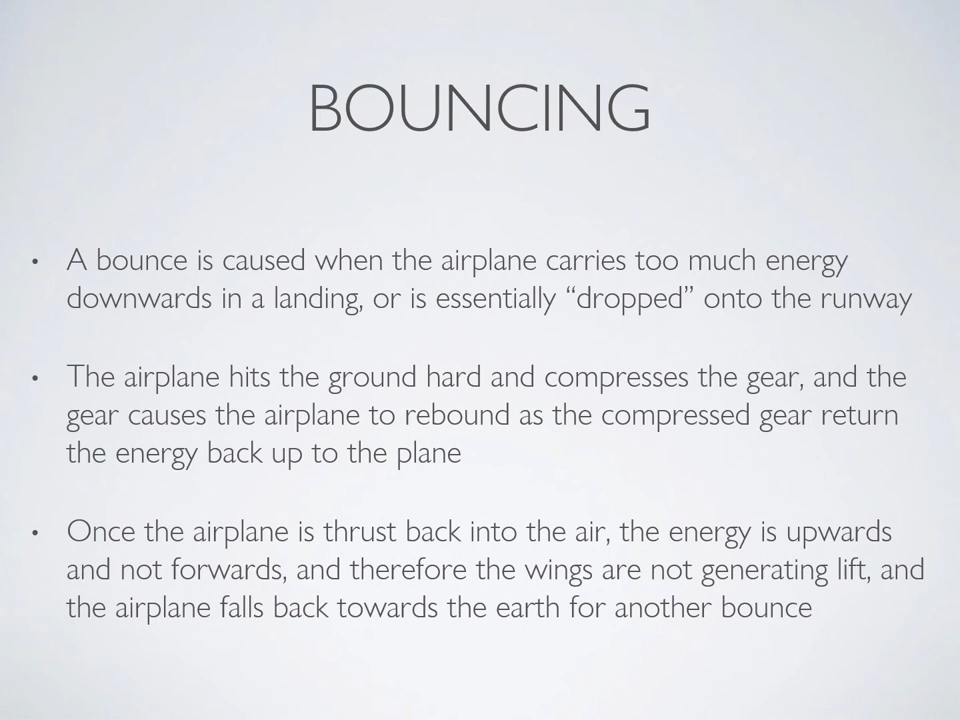 BOUNCING
• A bounce is caused when the airplane carries too much energy
downwards in a landing, or is essentially “dropped” onto the runway
• The airplane hits the ground hard and compresses the gear, and the
gear causes the airplane to rebound as the compressed gear return
the energy back up to the plane
• Once the airplane is thrust back into the air, the energy is upwards
and not forwards, and therefore the wings are not generating lift, and
the airplane falls back towards the earth for another bounce